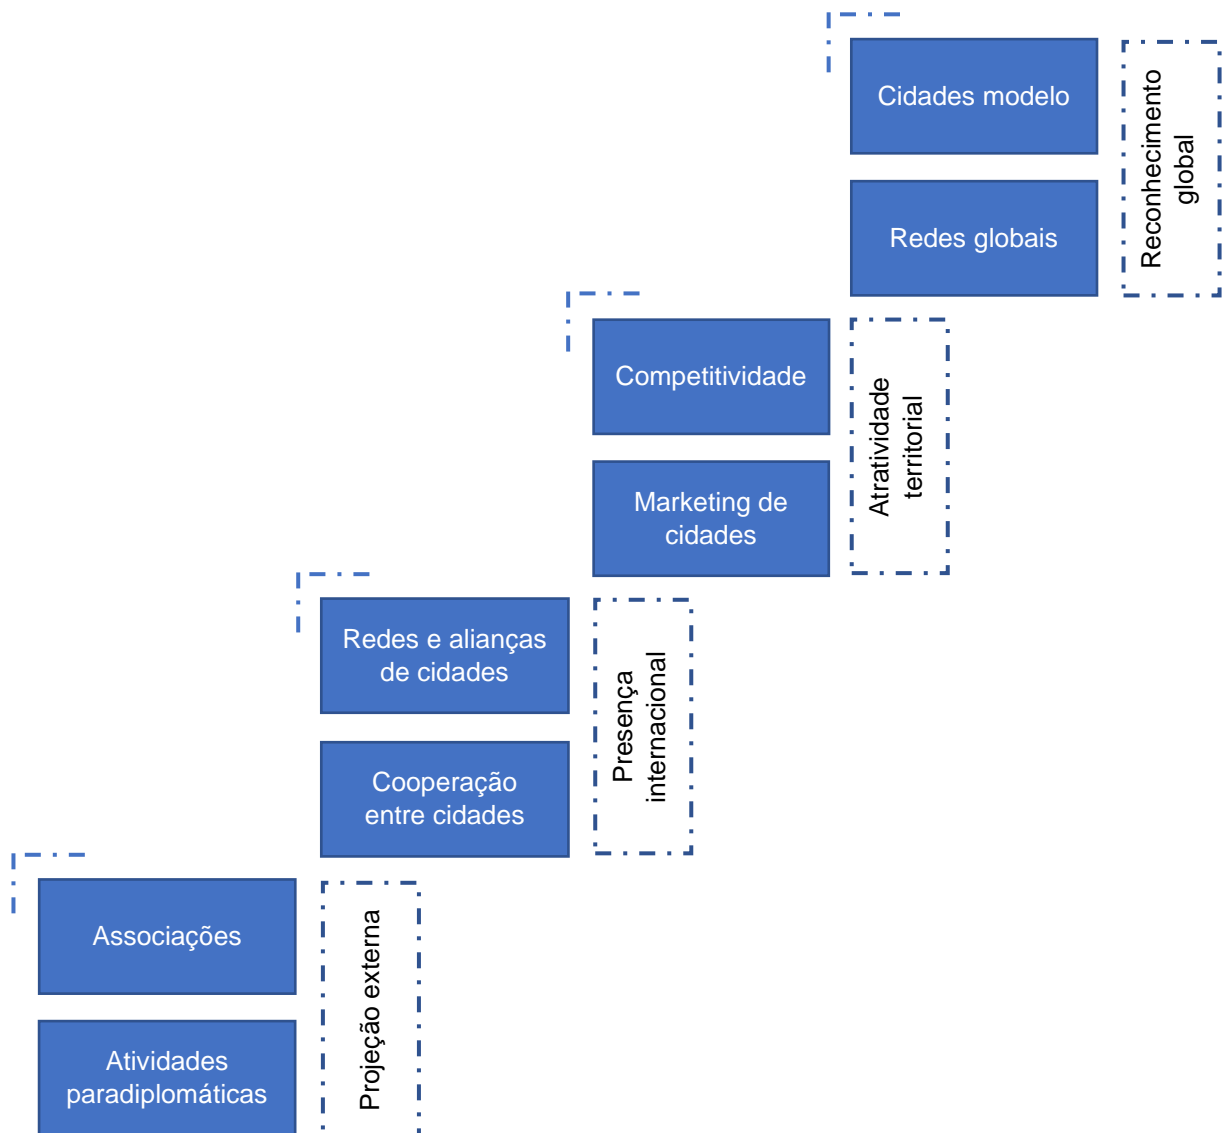 Cidades modelo
Redes globais
Reconhecimento
global
Competitividade
Marketing de
cidades
Atratividade
territorial
Redes e alianças
de cidades
Cooperação
entre cidades
Presença
internacional
Associações
Atividades
paradiplomáticas
Projeção externa